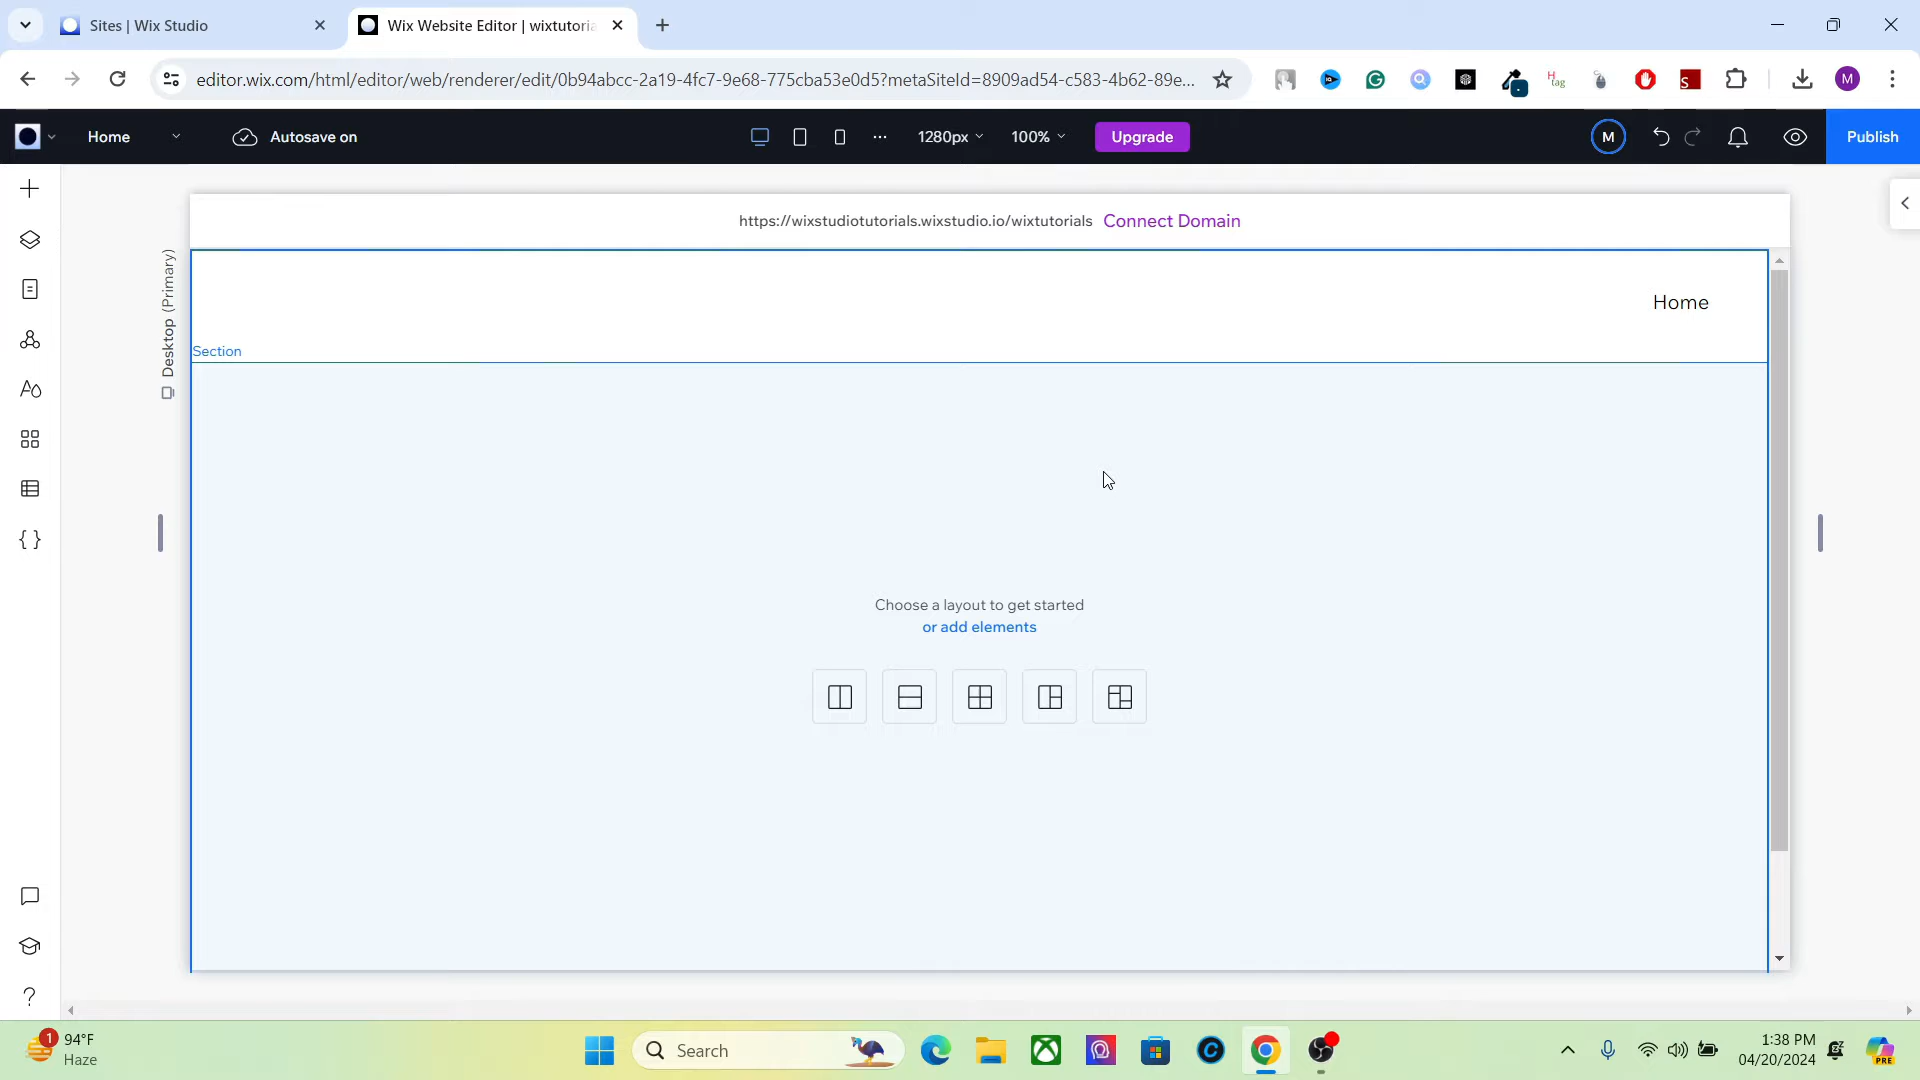 Sites | Wix Studio
Wix Website Editor | wixtutoria
editor.wix.com/html/editor/web/renderer/edit/0b94abcc-2a19-4fc7-9e68-775cba53e0d5?metaSiteId=8909ad54-c583-4b62-89e...
H
tag
S
M
Home
Autosave on
1280px
100%
Upgrade
M
Publish
https://wixstudiotutorials.wixstudio.io/wixtutorials Connect Domain
Desktop (Primary)
Home
Section
Choose a layout to get started
or add elements
1
94°F
Haze
Search
1:38 PM
04/20/2024
PRE